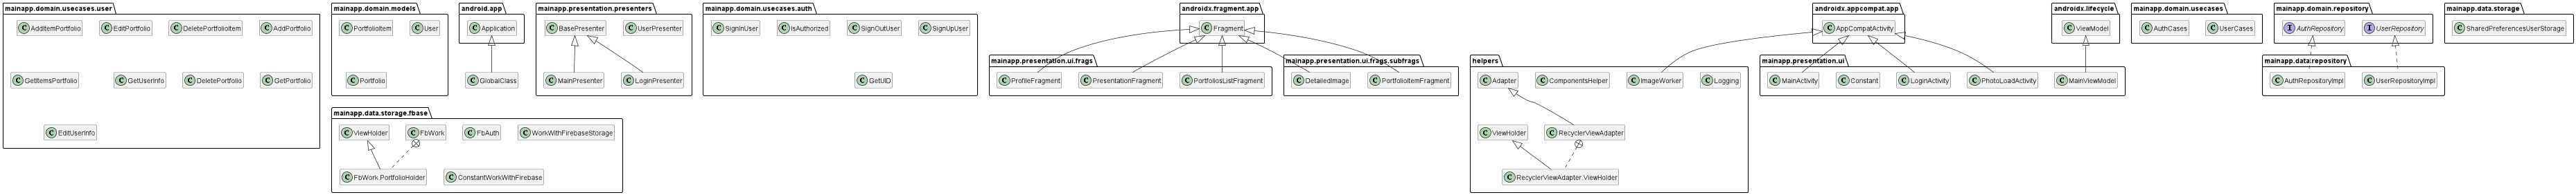 mainapp.domain.usecases.user
C AddItemPortfolio
C EditPortfolio
C DeletePortfolioItem
C AddPortfolio
C GetItemsPortfolio
C GetUserInfo
C DeletePortfolio
C GetPortfolio
C EditUserInfo
mainapp.domain.models
C PortfolioItem
C User
C Portfolio
android.app
C Application
C GlobalClass
mainapp.presentation.presenters
C BasePresenter
C UserPresenter
C MainPresenter
C LoginPresenter
mainapp.data.storage.fbase
C ViewHolder
C FbWork
C FbAuth
C WorkWithFirebaseStorage
C FbWork.PortfolioHolder
C ConstantWorkWithFirebase
mainapp.domain.usecases.auth
C SignInUser
C IsAuthorized
C SignOutUser
C SignUpUser
C GetUID
androidx.fragment.app
C Fragment
mainapp.presentation.ui.frags
C ProfileFragment
C PresentationFragment
C PortfoliosListFragment
mainapp.presentation.ui.frags.subfrags
C DetailedImage
C PortfolioItemFragment
helpers
C Adapter
C ComponentsHelper
C ImageWorker
C Logging
C ViewHolder
C RecyclerViewAdapter
C RecyclerViewAdapter.ViewHolder
androidx.appcompat.app
C AppCompatActivity
mainapp.presentation.ui
C MainActivity
C Constant
C LoginActivity
C PhotoLoadActivity
C MainViewModel
androidx.lifecycle
C ViewModel
mainapp.domain.usecases
C AuthCases
C UserCases
mainapp.domain.repository
I AuthRepository
I UserRepository
mainapp.data.repository
C AuthRepositoryImpl
C UserRepositoryImpl
mainapp.data.storage
C SharedPreferencesUserStorage